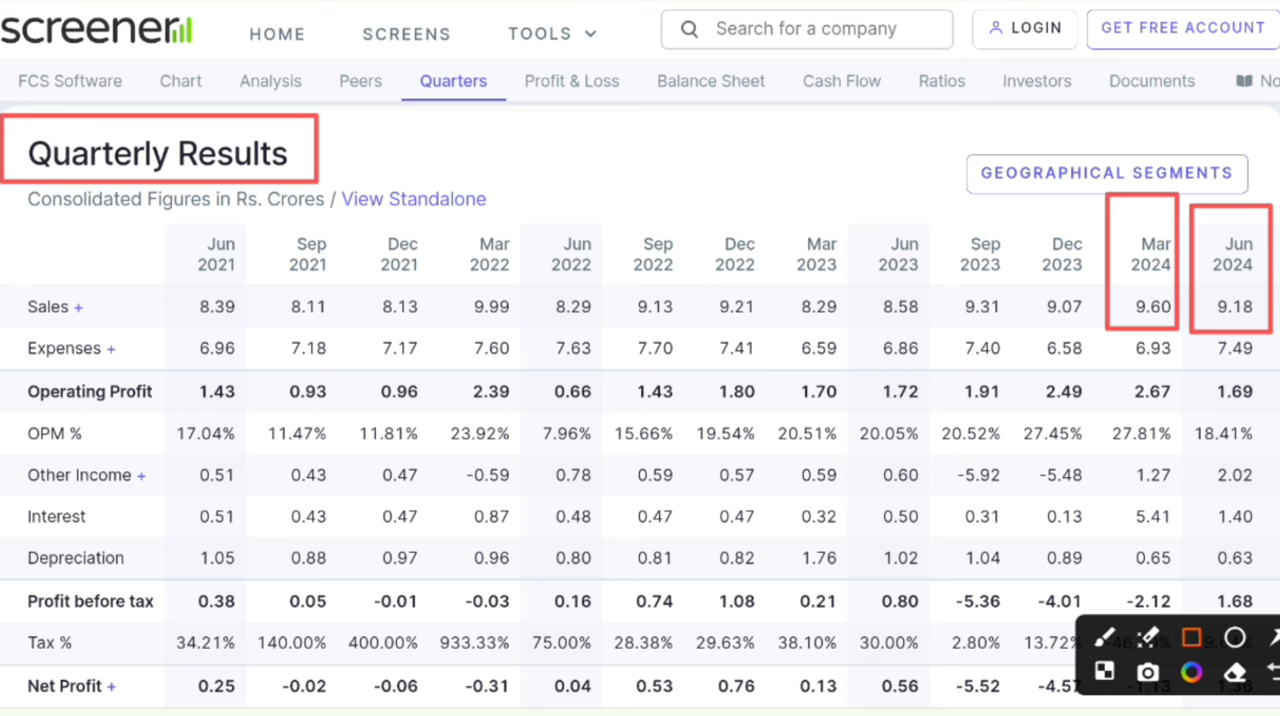 screener HOME SCREENS TOOLS Search for a company LOGIN GET FREE ACCOUNT
FCS Software Chart Analysis Peers Quarters Profit & Loss Balance Sheet Cash Flow Ratios Investors Documents No
Quarterly Results
GEOGRAPHICAL SEGMENTS
Consolidated Figures in Rs. Crores / View Standalone
Jun 2021 Sep 2021 Dec 2021 Mar 2022 Jun 2022 Sep 2022 Dec 2022 Mar 2023 Jun 2023 Sep 2023 Dec 2023 Mar 2024 Jun 2024
Sales + 8.39 8.11 8.13 9.99 8.29 9.13 9.21 8.29 8.58 9.31 9.07 9.60 9.18
Expenses + 6.96 7.18 7.17 7.60 7.63 7.70 7.41 6.59 6.86 7.40 6.58 6.93 7.49
Operating Profit 1.43 0.93 0.96 2.39 0.66 1.43 1.80 1.70 1.72 1.91 2.49 2.67 1.69
OPM % 17.04% 11.47% 11.81% 23.92% 7.96% 15.66% 19.54% 20.51% 20.05% 20.52% 27.45% 27.81% 18.41%
Other Income + 0.51 0.43 0.47 -0.59 0.78 0.59 0.57 0.59 0.60 -5.92 -5.48 1.27 2.02
Interest 0.51 0.43 0.47 0.87 0.48 0.47 0.47 0.32 0.50 0.31 0.13 5.41 1.40
Depreciation 1.05 0.88 0.97 0.96 0.80 0.81 0.82 1.76 1.02 1.04 0.89 0.65 0.63
Profit before tax 0.38 0.05 -0.01 -0.03 0.16 0.74 1.08 0.21 0.80 -5.36 -4.01 -2.12 1.68
Tax % 34.21% 140.00% 400.00% 933.33% 75.00% 28.38% 29.63% 38.10% 30.00% 2.80% 13.72%
Net Profit + 0.25 -0.02 -0.06 -0.31 0.04 0.53 0.76 0.13 0.56 -5.52 -4.57 -1.13 1.36